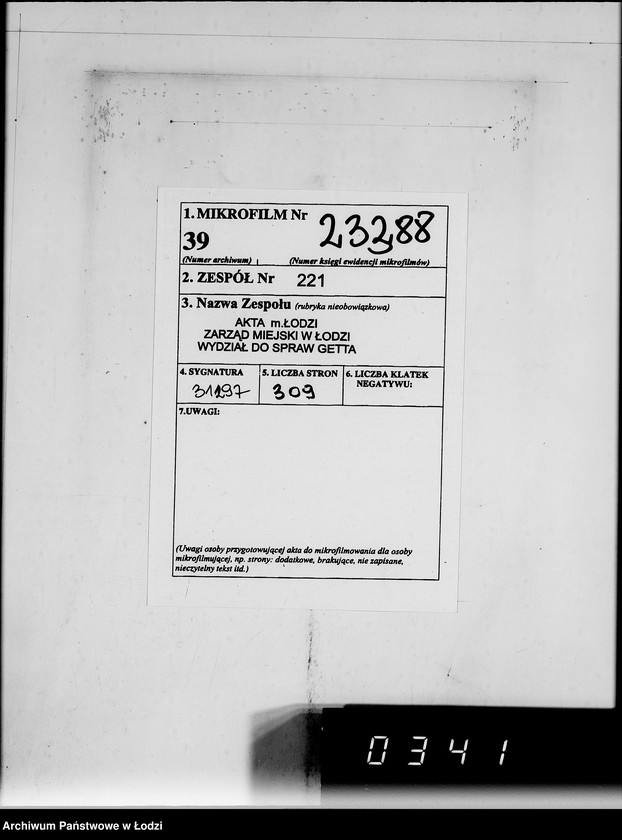 1. MIKROFILM Nr 23288
39
(Numer archiwum) (Numer księgi ewidencji mikrofilmów)
2. ZESPÓŁ Nr 221
3. Nazwa Zespołu (rubryka nieobowiązkowa)
AKTA m.ŁODZI
ZARZĄD MIEJSKI W ŁODZI
WYDZIAŁ DO SPRAW GETTA
4. SYGNATURA 5. LICZBA STRON 6. LICZBA KLATEK
NEGATYWU:
309
7.UWAGI:
(Uwagi osoby przygotowującej akta do mikrofilmowania dla osoby
mikrofilmującej, np. strony: dodatkowe, brakujące, nie zapisane,
nieczytelny tekst itd.)
0341
Archiwum Państwowe w Łodzi